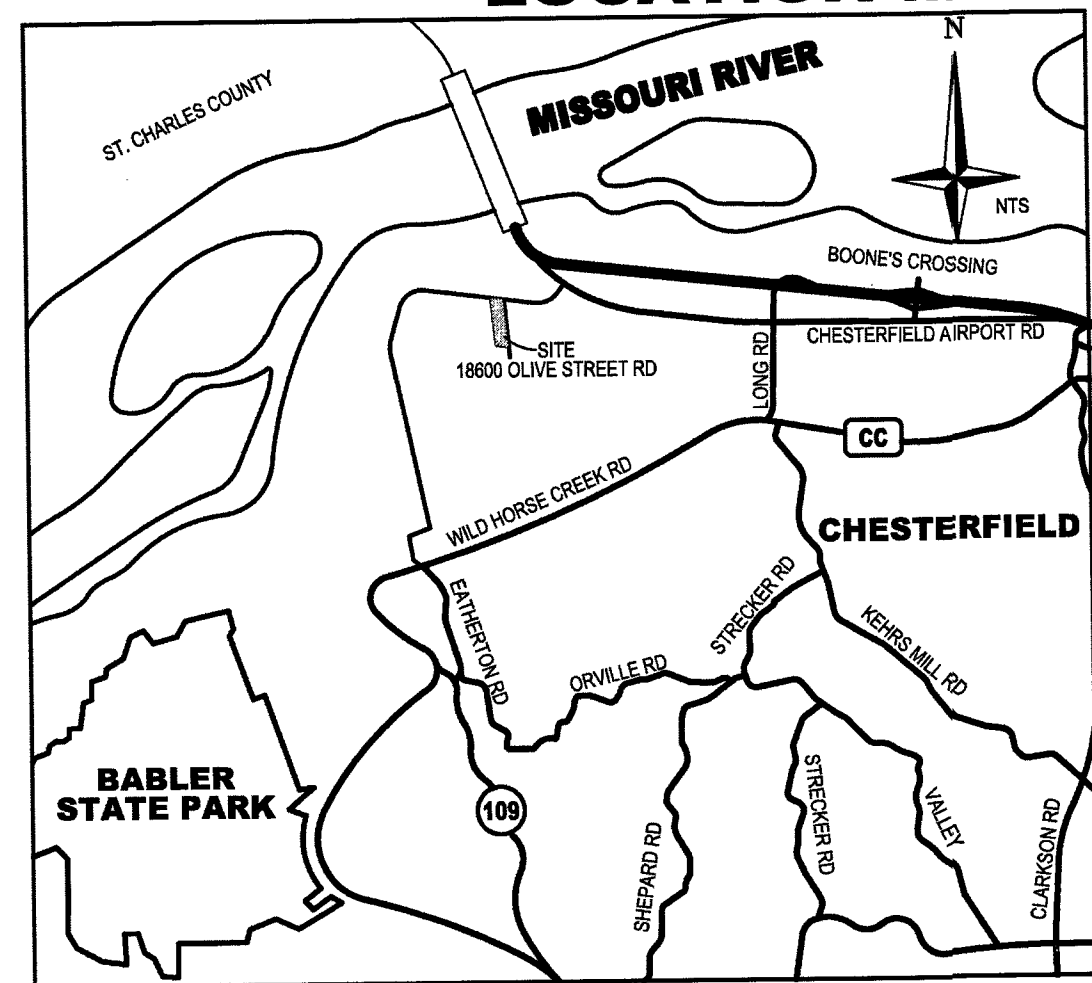 N
ST. CHARLES COUNTY
MISSOURI RIVER
NTS
BOONE'S CROSSING
CHESTERFIELD AIRPORT RD
SITE
18600 OLIVE STREET RD
LONG RD
CC
WILD HORSE CREEK RD
CHESTERFIELD
EATHERTON RD
STRECKER RD
KEHRS MILL RD
ORVILLE RD
BABLER
STATE PARK
109
STRECKER RD
VALLEY
SHEPARD RD
CLARKSON RD